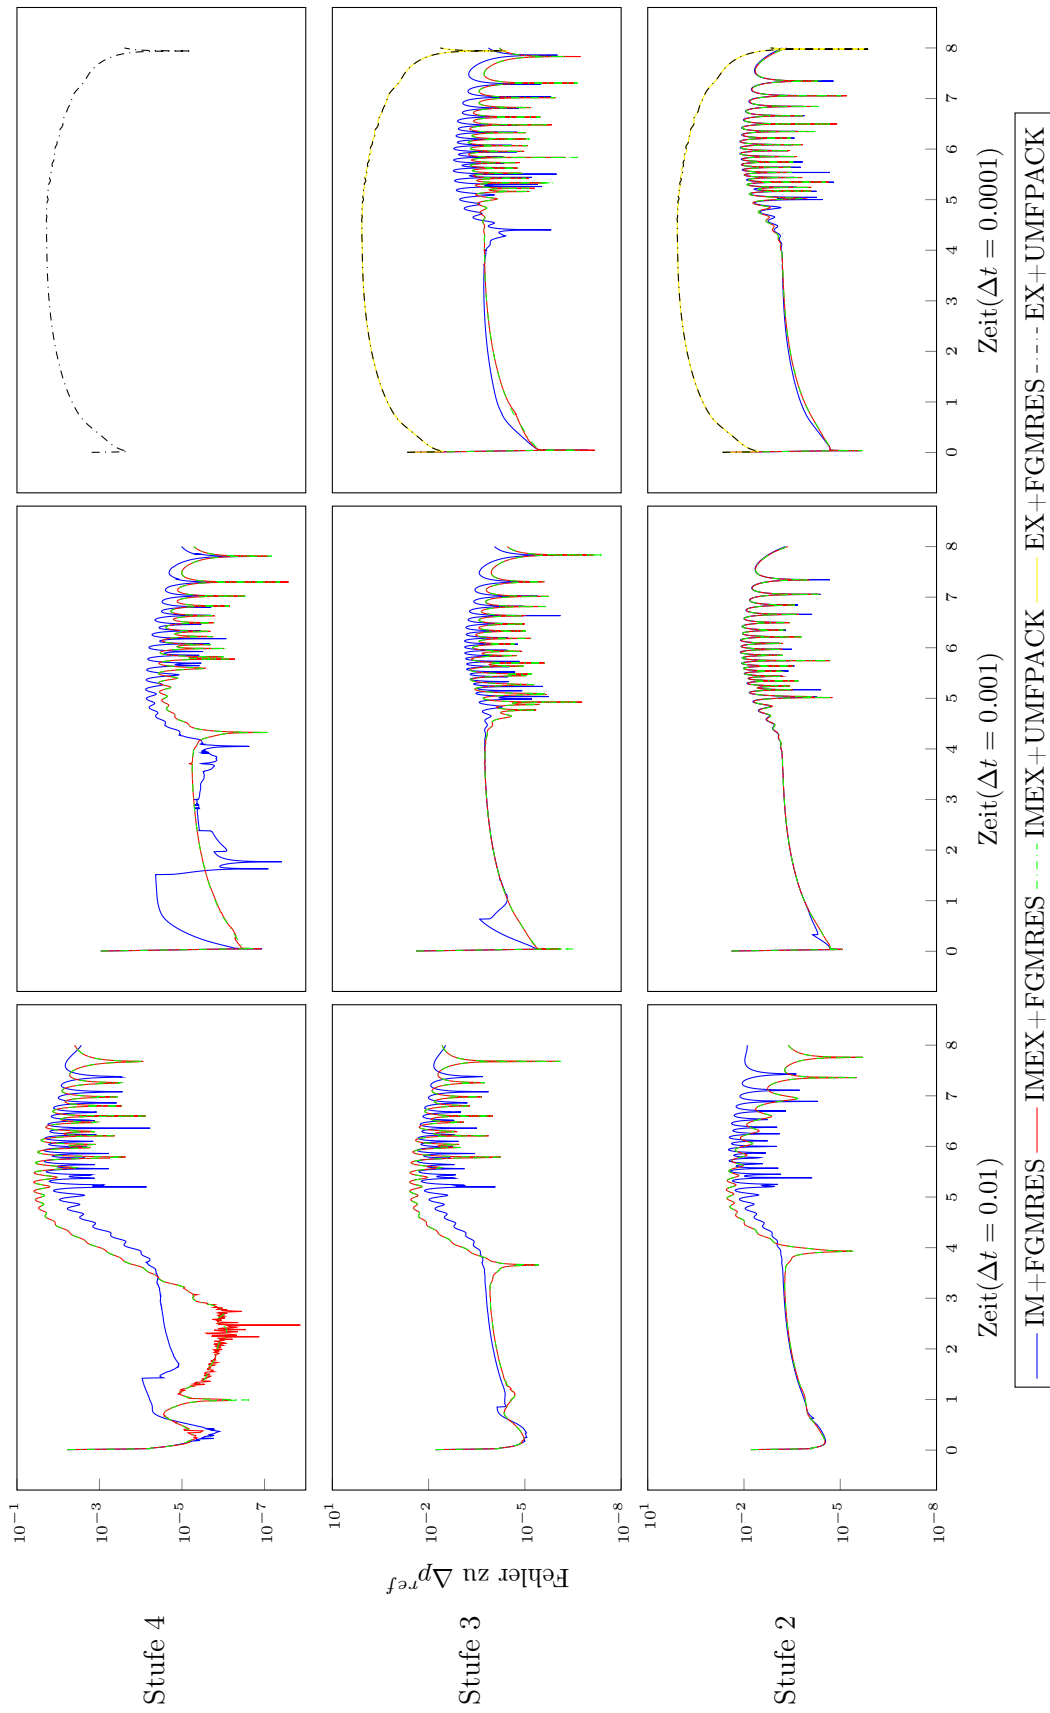 10⁻¹
10⁻³
Stufe 4
10⁻⁵
10⁻⁷
10¹
10⁻²
Stufe 3
Fehler zu Δp^{ref}
10⁻⁵
10⁻⁸
10¹
10⁻²
Stufe 2
10⁻⁵
10⁻⁸
0 1 2 3 4 5 6 7 8
0 1 2 3 4 5 6 7 8
0 1 2 3 4 5 6 7 8
Zeit(Δt = 0.01)
Zeit(Δt = 0.001)
Zeit(Δt = 0.0001)
IM+FGMRES IMEX+FGMRES IMEX+UMFPACK EX+FGMRES EX+UMFPACK